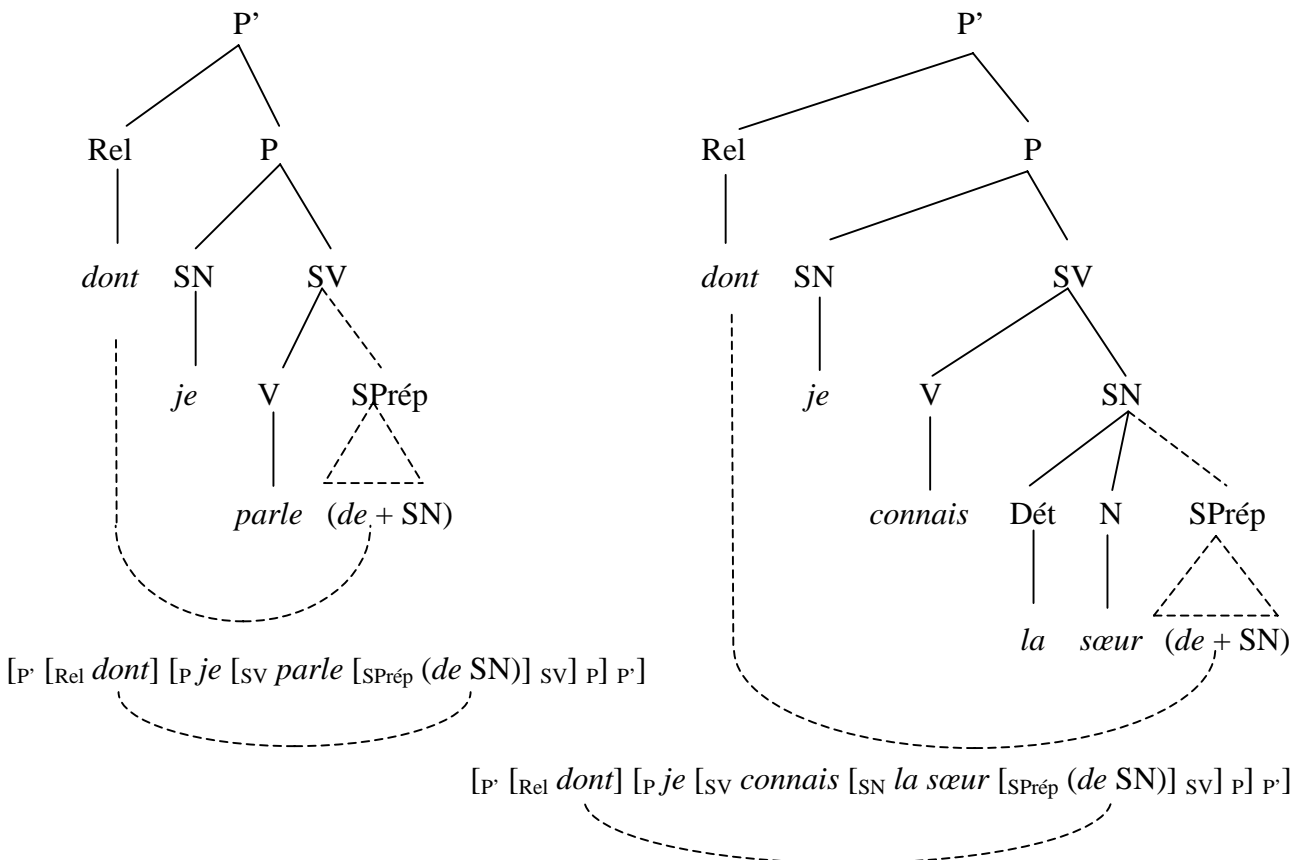 P’ P’
Rel P Rel P
dont SN SV dont SN SV
je V SPrép je V SN
parle (de + SN) connais Dét N SPrép
la sœur (de + SN)
[P’ [Rel dont] [P je [SV parle [SPrép (de SN)] SV] P] P’]
[P’ [Rel dont] [P je [SV connais [SN la sœur [SPrép (de SN)] SV] P] P’]